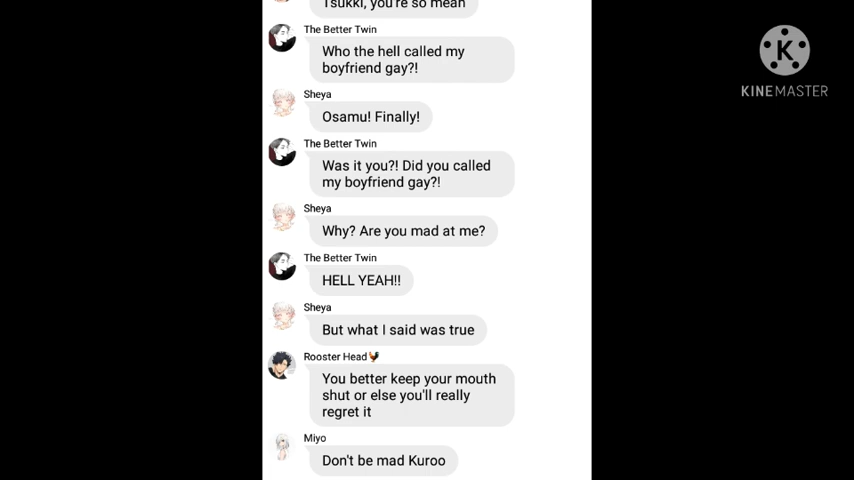 Tsukki, you're so mean
The Better Twin
Who the hell called my
boyfriend gay?!
Sheya
Osamu! Finally!
The Better Twin
Was it you?! Did you called
my boyfriend gay?!
Sheya
Why? Are you mad at me?
The Better Twin
HELL YEAH!!
Sheya
But what I said was true
Rooster Head🐓
You better keep your mouth
shut or else you'll really
regret it
Miyo
Don't be mad Kuroo
K
KINEMASTER